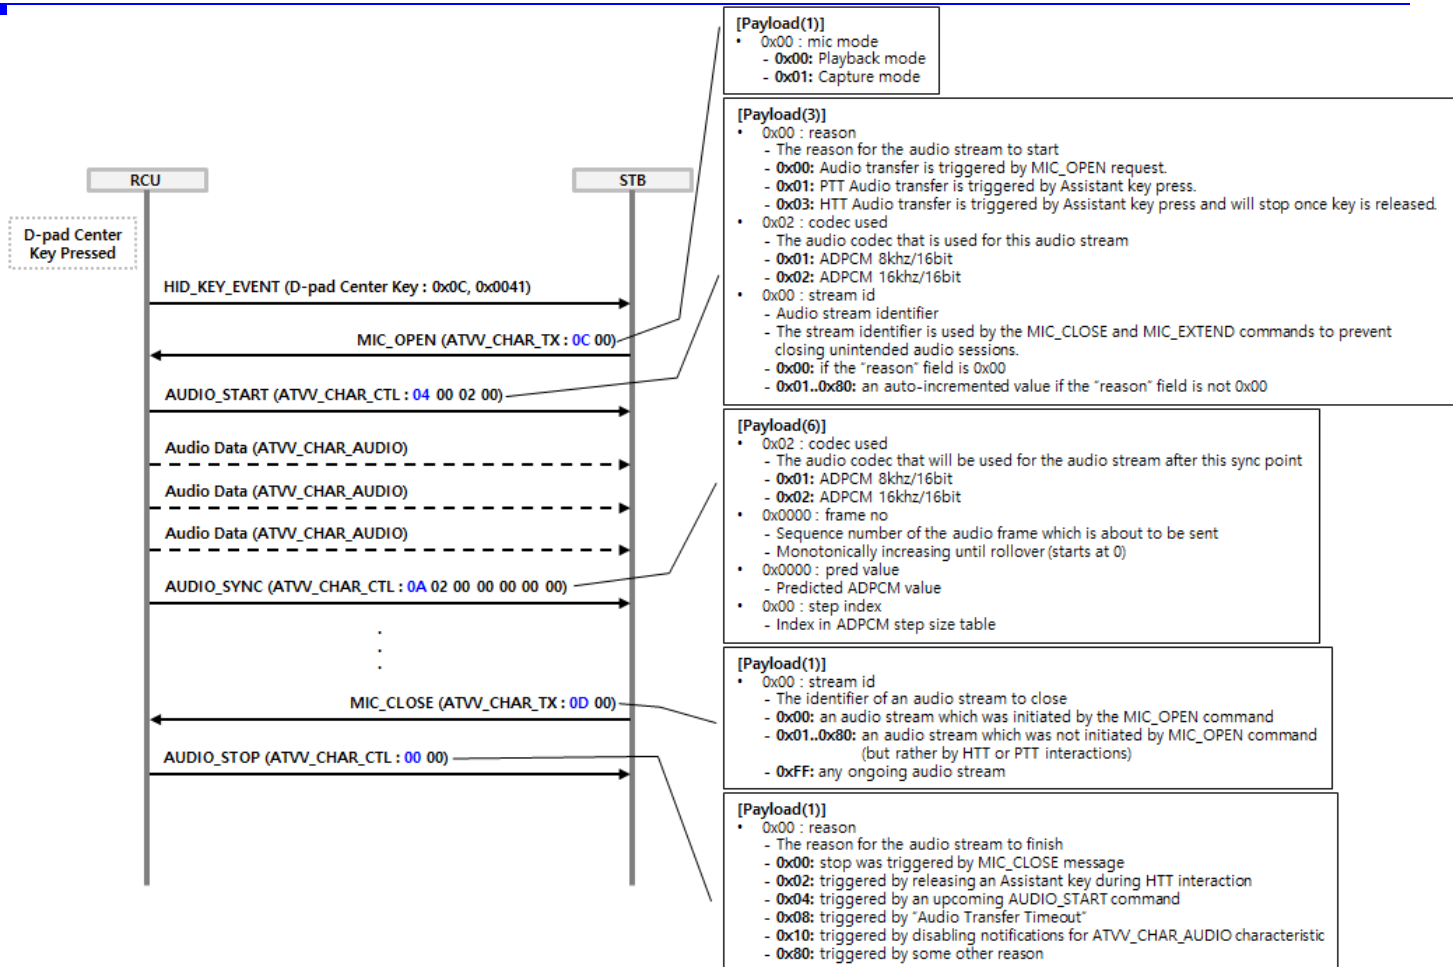 RCU
STB
D-pad Center
Key Pressed
HID_KEY_EVENT (D-pad Center Key : 0x0C, 0x0041)
MIC_OPEN (ATVV_CHAR_TX : 0C 00)
AUDIO_START (ATVV_CHAR_CTL : 04 00 02 00)
Audio Data (ATVV_CHAR_AUDIO)
Audio Data (ATVV_CHAR_AUDIO)
Audio Data (ATVV_CHAR_AUDIO)
AUDIO_SYNC (ATVV_CHAR_CTL : 0A 02 00 00 00 00 00)
.
.
.
MIC_CLOSE (ATVV_CHAR_TX : 0D 00)
AUDIO_STOP (ATVV_CHAR_CTL : 00 00)
[Payload(1)]
• 0x00 : mic mode
- 0x00: Playback mode
- 0x01: Capture mode
[Payload(3)]
• 0x00 : reason
- The reason for the audio stream to start
- 0x00: Audio transfer is triggered by MIC_OPEN request.
- 0x01: PTT Audio transfer is triggered by Assistant key press.
- 0x03: HTT Audio transfer is triggered by Assistant key press and will stop once key is released.
• 0x02 : codec used
- The audio codec that is used for this audio stream
- 0x01: ADPCM 8khz/16bit
- 0x02: ADPCM 16khz/16bit
• 0x00 : stream id
- Audio stream identifier
- The stream identifier is used by the MIC_CLOSE and MIC_EXTEND commands to prevent
closing unintended audio sessions.
- 0x00: if the “reason” field is 0x00
- 0x01..0x80: an auto-incremented value if the “reason” field is not 0x00
[Payload(6)]
• 0x02 : codec used
- The audio codec that will be used for the audio stream after this sync point
- 0x01: ADPCM 8khz/16bit
- 0x02: ADPCM 16khz/16bit
• 0x0000 : frame no
- Sequence number of the audio frame which is about to be sent
- Monotonically increasing until rollover (starts at 0)
• 0x0000 : pred value
- Predicted ADPCM value
• 0x00 : step index
- Index in ADPCM step size table
[Payload(1)]
• 0x00 : stream id
- The identifier of an audio stream to close
- 0x00: an audio stream which was initiated by the MIC_OPEN command
- 0x01..0x80: an audio stream which was not initiated by MIC_OPEN command
(but rather by HTT or PTT interactions)
- 0xFF: any ongoing audio stream
[Payload(1)]
• 0x00 : reason
- The reason for the audio stream to finish
- 0x00: stop was triggered by MIC_CLOSE message
- 0x02: triggered by releasing an Assistant key during HTT interaction
- 0x04: triggered by an upcoming AUDIO_START command
- 0x08: triggered by “Audio Transfer Timeout”
- 0x10: triggered by disabling notifications for ATVV_CHAR_AUDIO characteristic
- 0x80: triggered by some other reason